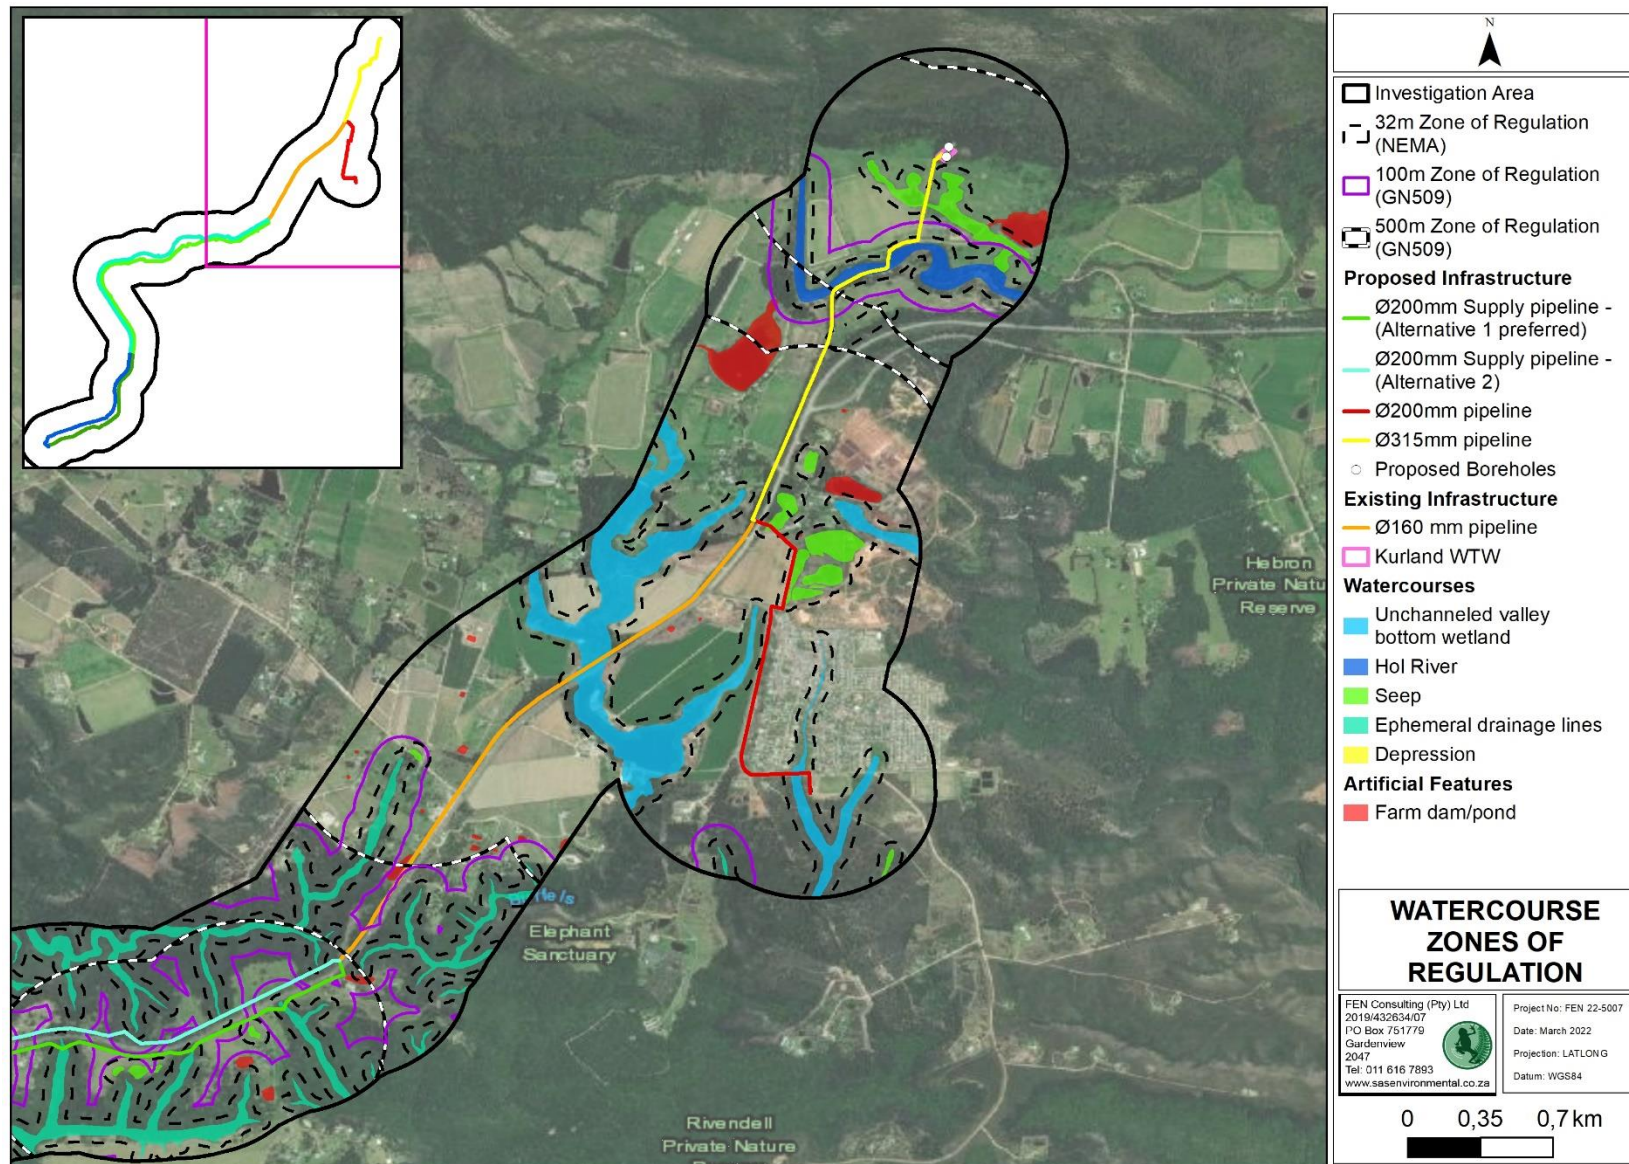 N
Investigation Area
32m Zone of Regulation
(NEMA)
100m Zone of Regulation
(GN509)
500m Zone of Regulation
(GN509)
Proposed Infrastructure
Ø200mm Supply pipeline -
(Alternative 1 preferred)
Ø200mm Supply pipeline -
(Alternative 2)
Ø200mm pipeline
Ø315mm pipeline
Proposed Boreholes
Existing Infrastructure
Ø160 mm pipeline
Kurland WTW
Watercourses
Unchanneled valley
bottom wetland
Hol River
Seep
Ephemeral drainage lines
Depression
Artificial Features
Farm dam/pond
WATERCOURSE
ZONES OF
REGULATION
FEN Consulting (Pty) Ltd
2019/432634/07
PO Box 751779
Gardenview
2047
Tel: 011 616 7893
www.sasenvironmental.co.za
Project No: FEN 22-5007
Date: March 2022
Projection: LATLONG
Datum: WGS84
0 0,35 0,7 km
Hebron
Private Natu
Reserve
Elephant
Sanctuary
Rivendell
Private Nature